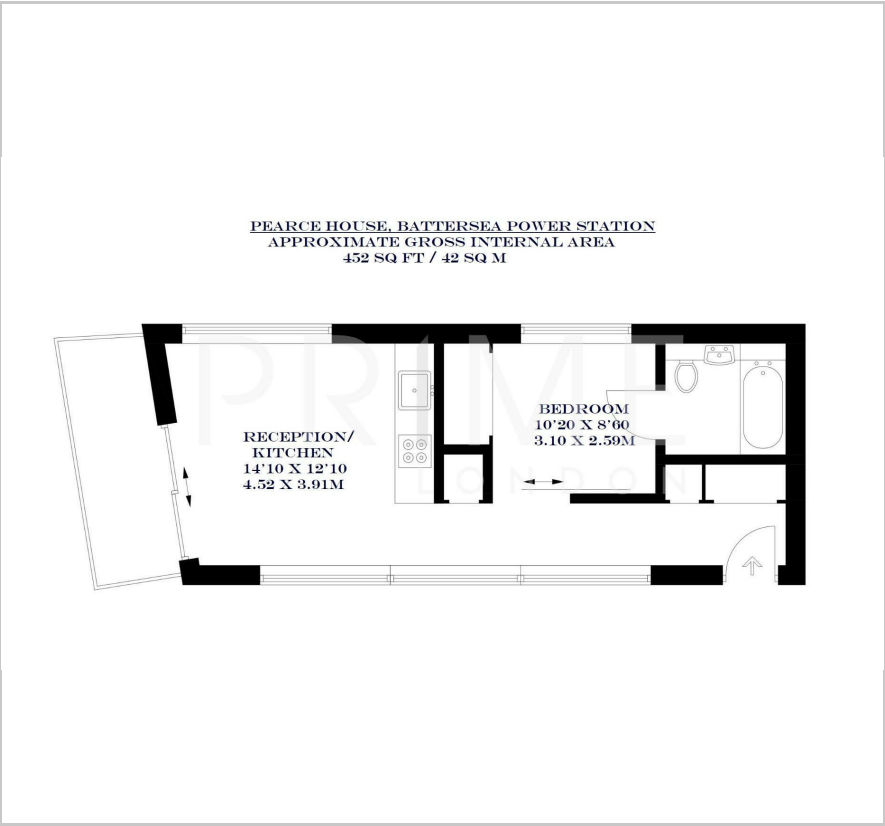 PEARCE HOUSE, BATTERSEA POWER STATION
APPROXIMATE GROSS INTERNAL AREA
452 SQ FT / 42 SQ M
PRIME
LONDON
RECEPTION/
KITCHEN
14'10 X 12'10
4.52 X 3.91M
BEDROOM
10'20 X 8'60
3.10 X 2.59M